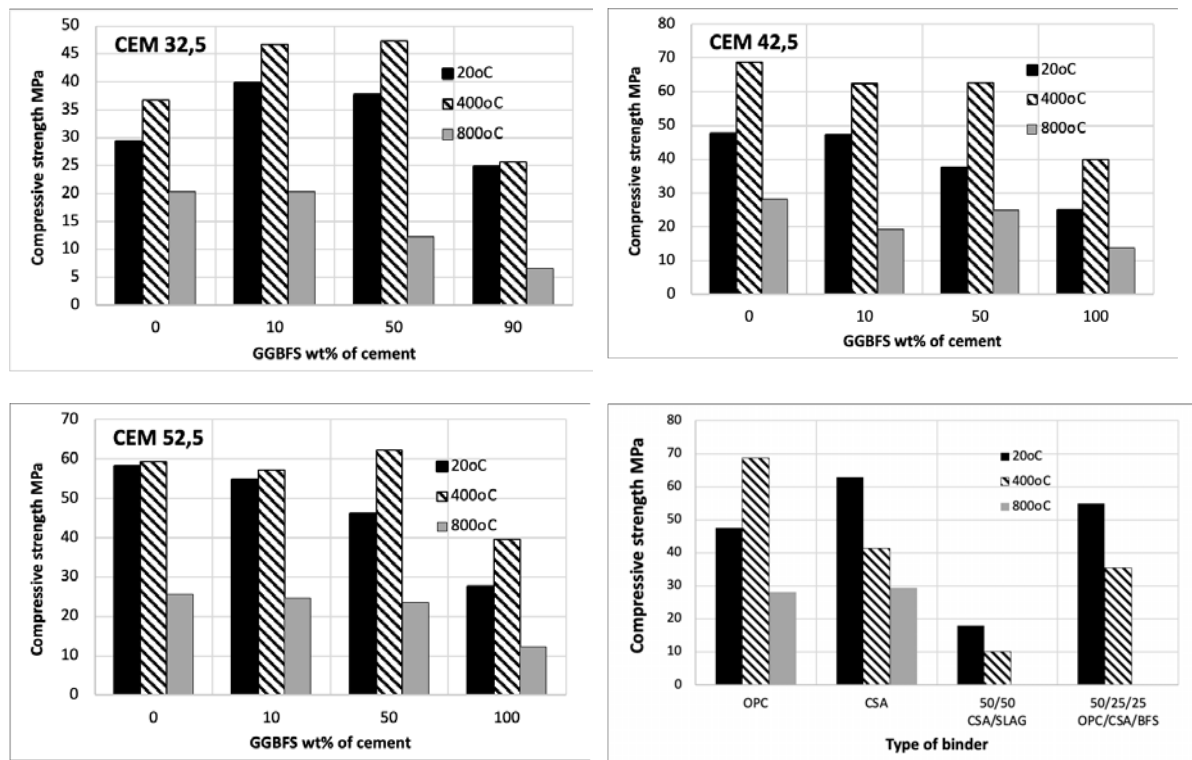 CEM 32,5
Compressive strength MPa
50
45
40
35
30
25
20
15
10
5
0
20oC
400oC
800oC
0 10 50 90
GGBFS wt% of cement
CEM 42,5
Compressive strength MPa
80
70
60
50
40
30
20
10
0
20oC
400oC
800oC
0 10 50 100
GGBFS wt% of cement
CEM 52,5
Compressive strength MPa
70
60
50
40
30
20
10
0
20oC
400oC
800oC
0 10 50 100
GGBFS wt% of cement
Compressive strength MPa
80
70
60
50
40
30
20
10
0
20oC
400oC
800oC
OPC CSA 50/50 50/25/25
CSA/SLAG OPC/CSA/BFS
Type of binder